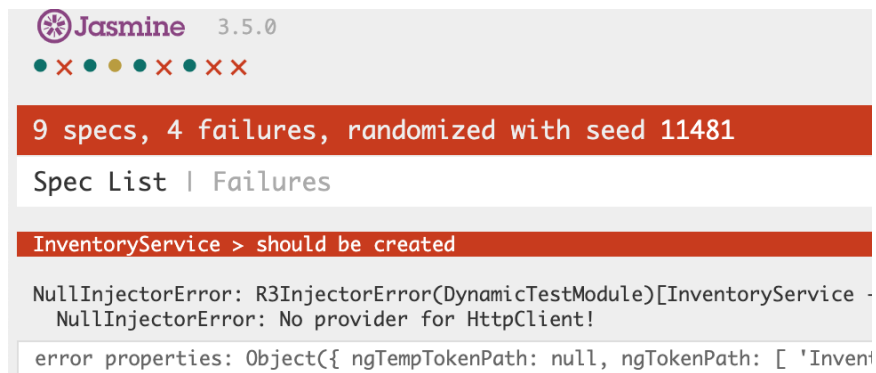 Jasmine 3.5.0
9 specs, 4 failures, randomized with seed 11481
Spec List | Failures
InventoryService > should be created
NullInjectorError: R3InjectorError(DynamicTestModule)[InventoryService -
NullInjectorError: No provider for HttpClient!
error properties: Object({ ngTempTokenPath: null, ngTokenPath: [ 'Invent